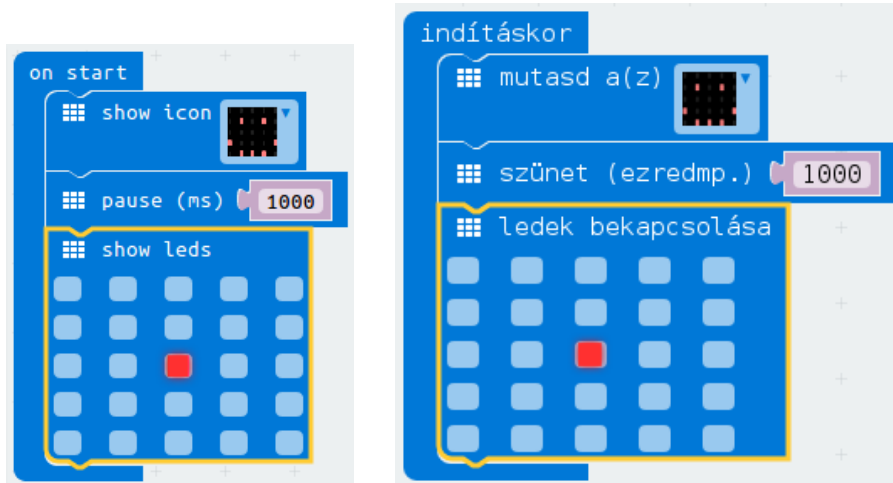 on start
show icon
pause (ms) 1000
show leds
indításkor
mutasd a(z)
szünet (ezredmp.) 1000
ledek bekapcsolása